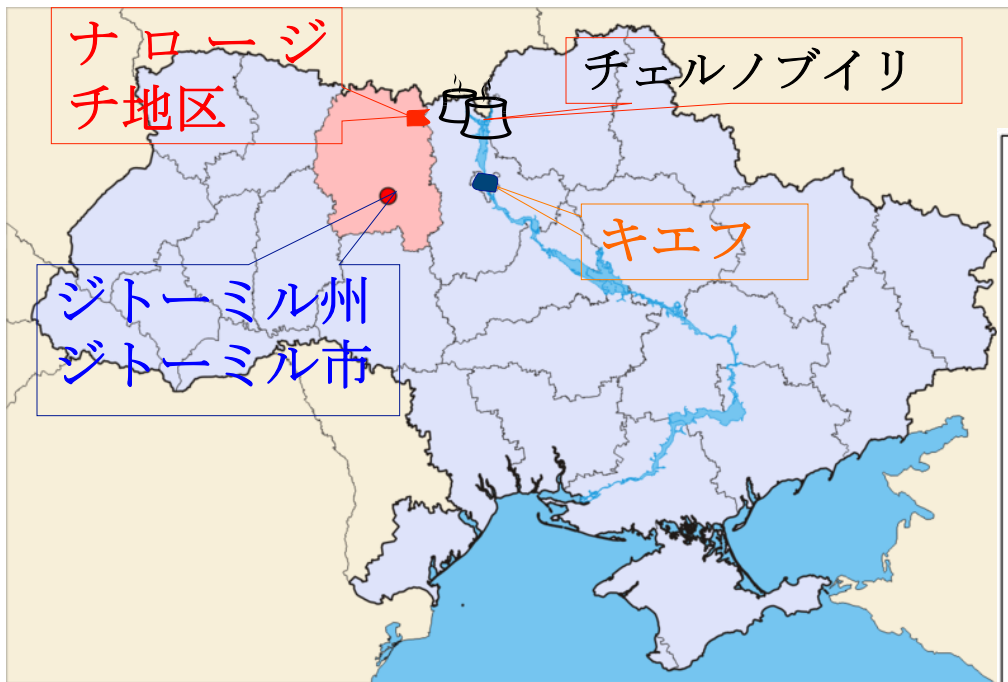 ナロージ
チ地区
チェルノブイリ
キエフ
ジトーミル州
ジトーミル市